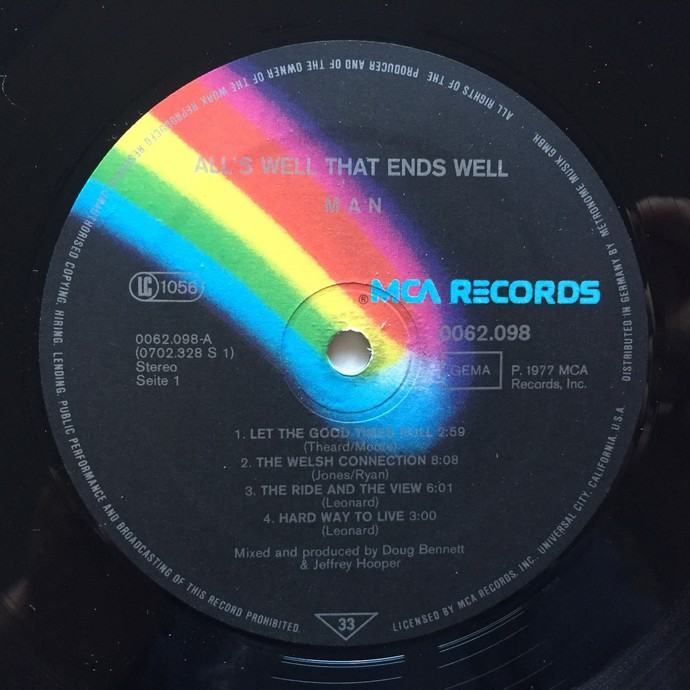 ALL RIGHTS OF THE PRODUCER AND OF THE OWNER OF THE WORK REPRODUCED RESERVED. UNAUTHORISED COPYING, HIRING, LENDING, PUBLIC PERFORMANCE AND BROADCASTING OF THIS RECORD PROHIBITED.
ALL'S WELL THAT ENDS WELL
MAN
LC 1056
® MCA RECORDS
0062.098-A
(0702.328 S 1)
Stereo
Seite 1
0062.098
GEMA
P. 1977 MCA
Records, Inc.
1. LET THE GOOD TIMES ROLL 2:59
(Theard/Moore)
2. THE WELSH CONNECTION 8:08
(Jones/Ryan)
3. THE RIDE AND THE VIEW 6:01
(Leonard)
4. HARD WAY TO LIVE 3:00
(Leonard)
Mixed and produced by Doug Bennett
& Jeffrey Hooper
33
LICENSED BY MCA RECORDS, INC. UNIVERSAL CITY, CALIFORNIA, U.S.A. DISTRIBUTED IN GERMANY BY METRONOME MUSIK GMBH.